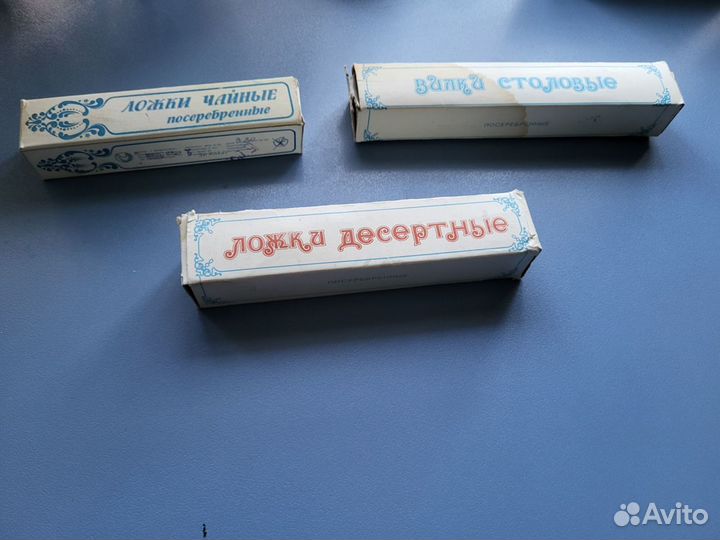 ЛОЖКИ ЧАЙНЫЕ
посеребренные
ВИЛКИ СТОЛОВЫЕ
ПОСЕРЕБРЕННЫЕ
ЛОЖКИ ДЕСЕРТНЫЕ
ПОСЕРЕБРЕННЫЕ
Avito